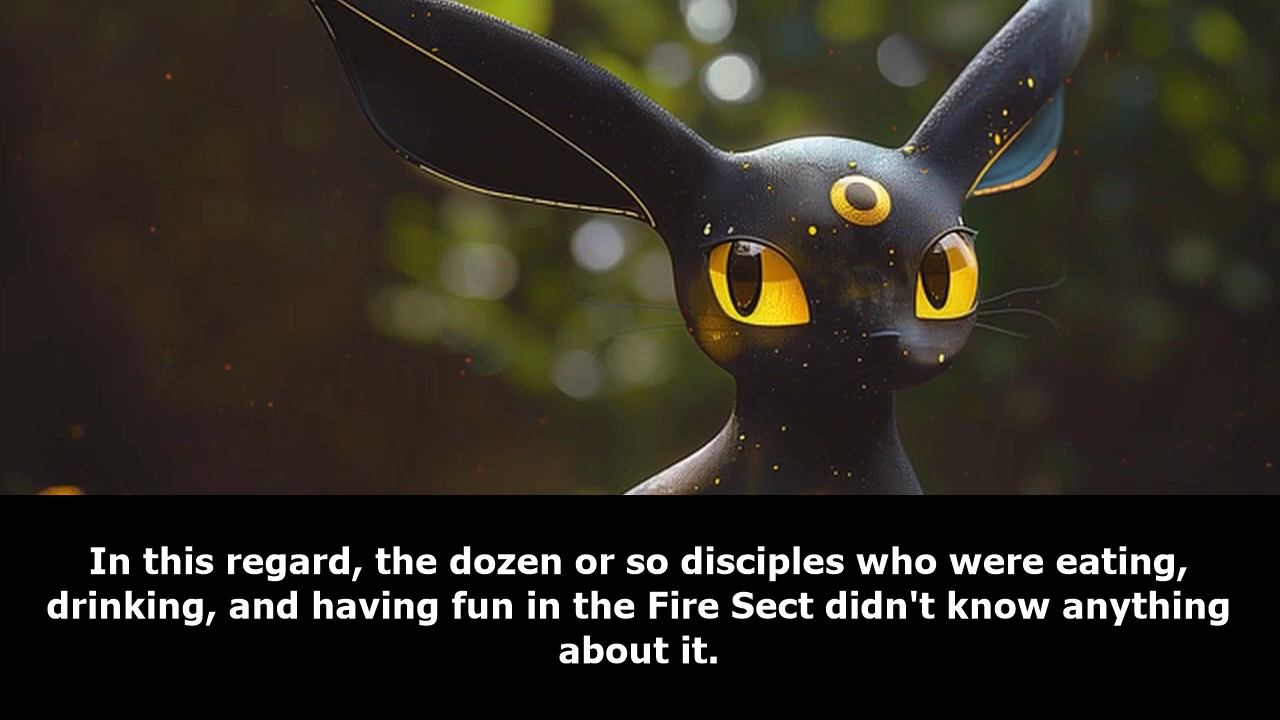 In this regard, the dozen or so disciples who were eating,
drinking, and having fun in the Fire Sect didn't know anything
about it.